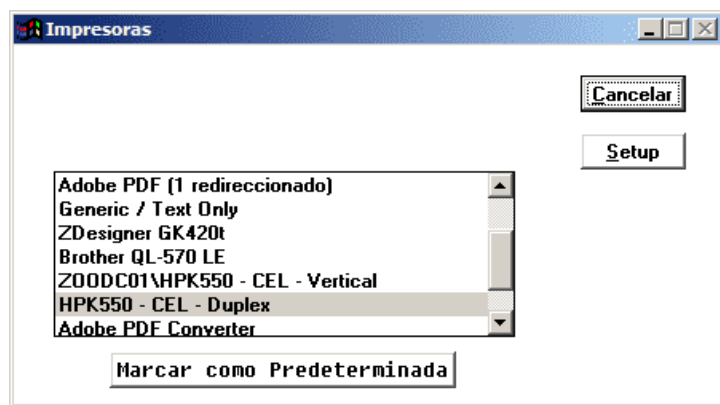 Impresoras
Cancelar
Setup
Adobe PDF (1 redireccionado)
Generic / Text Only
ZDesigner GK420t
Brother QL-570 LE
ZOODC01\HPK550 - CEL - Vertical
HPK550 - CEL - Duplex
Adobe PDF Converter
Marcar como Predeterminada